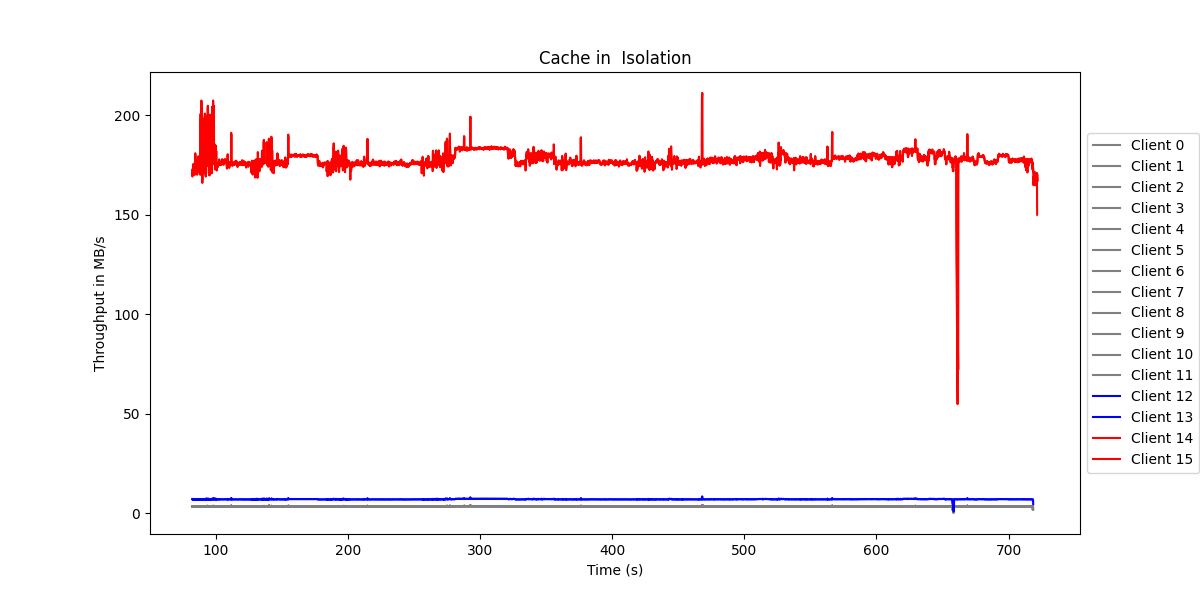 Cache in  Isolation
Throughput in MB/s
200
150
100
50
0
100 200 300 400 500 600 700
Time (s)
Client 0
Client 1
Client 2
Client 3
Client 4
Client 5
Client 6
Client 7
Client 8
Client 9
Client 10
Client 11
Client 12
Client 13
Client 14
Client 15